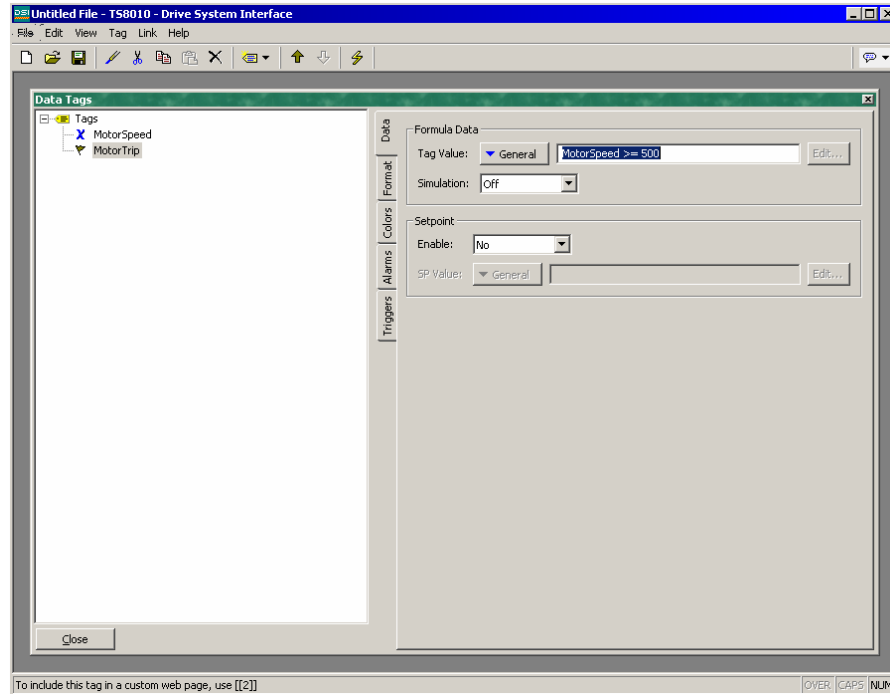 DSI Untitled File - TS8010 - Drive System Interface
File Edit View Tag Link Help
Data Tags
Tags
MotorSpeed
MotorTrip
Data
Format
Colors
Alarms
Triggers
Formula Data
Tag Value: General MotorSpeed >= 500 Edit...
Simulation: Off
Setpoint
Enable: No
SP Value: General Edit...
Close
To include this tag in a custom web page, use [[2]] OVER CAPS NUM